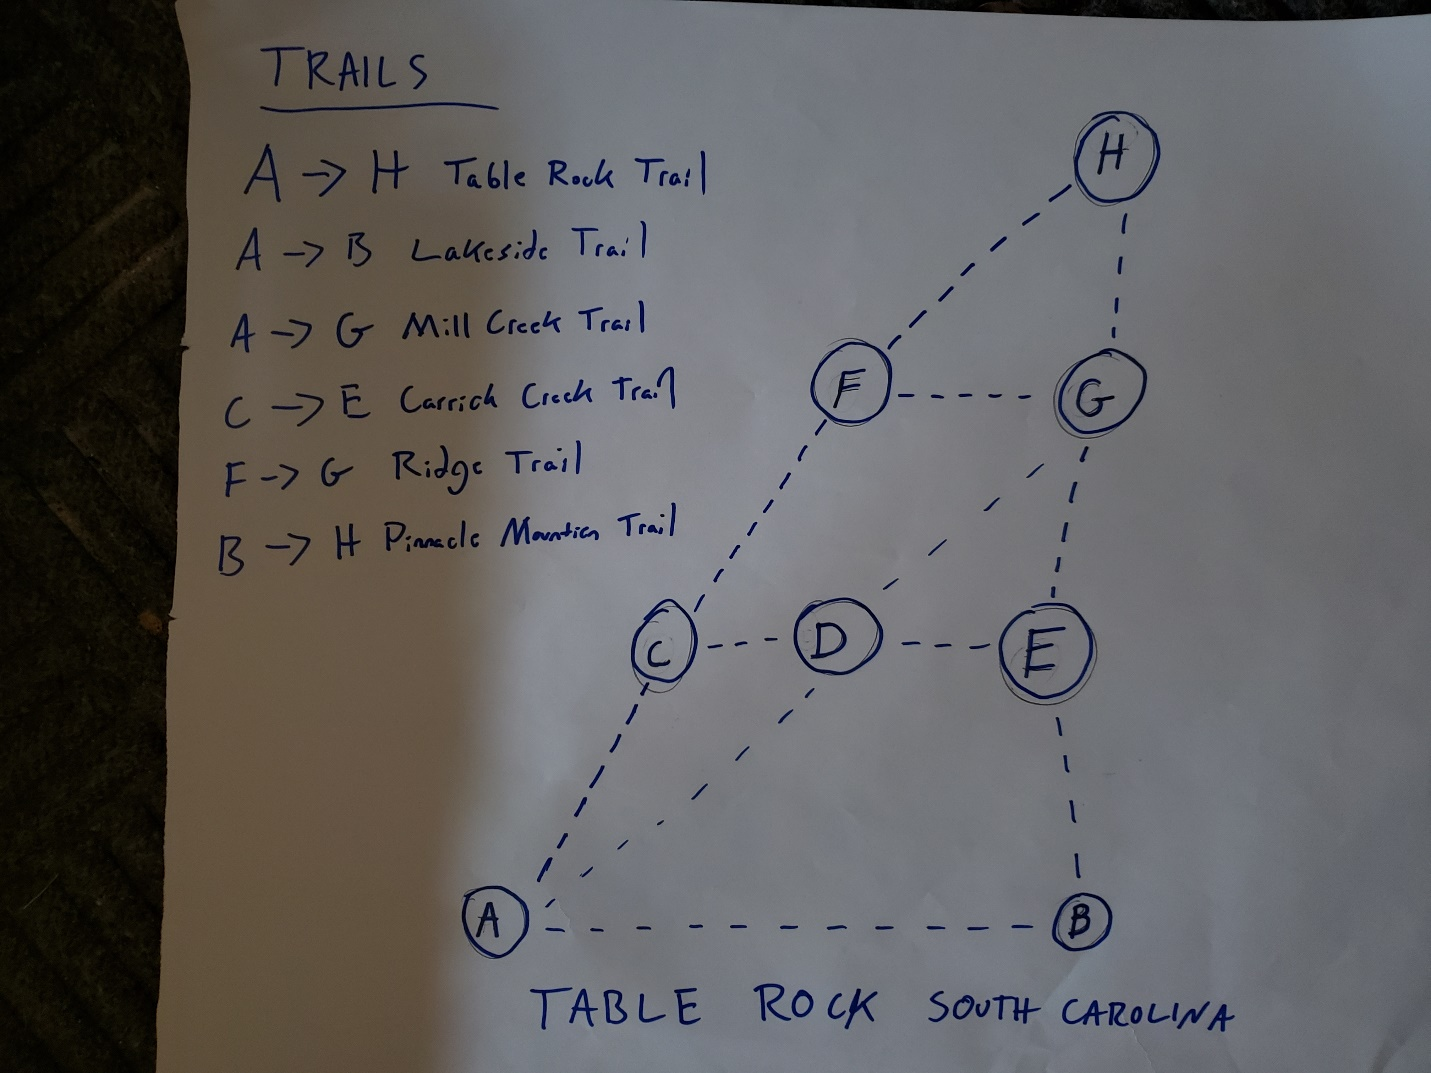 TRAILS
A → H Table Rock Trail
A → B Lakeside Trail
A → G Mill Creek Trail
C → E Carrick Creek Trail
F → G Ridge Trail
B → H Pinnacle Mountien Trail
H
F
G
C
D
E
A
B
TABLE ROCK SOUTH CAROLINA